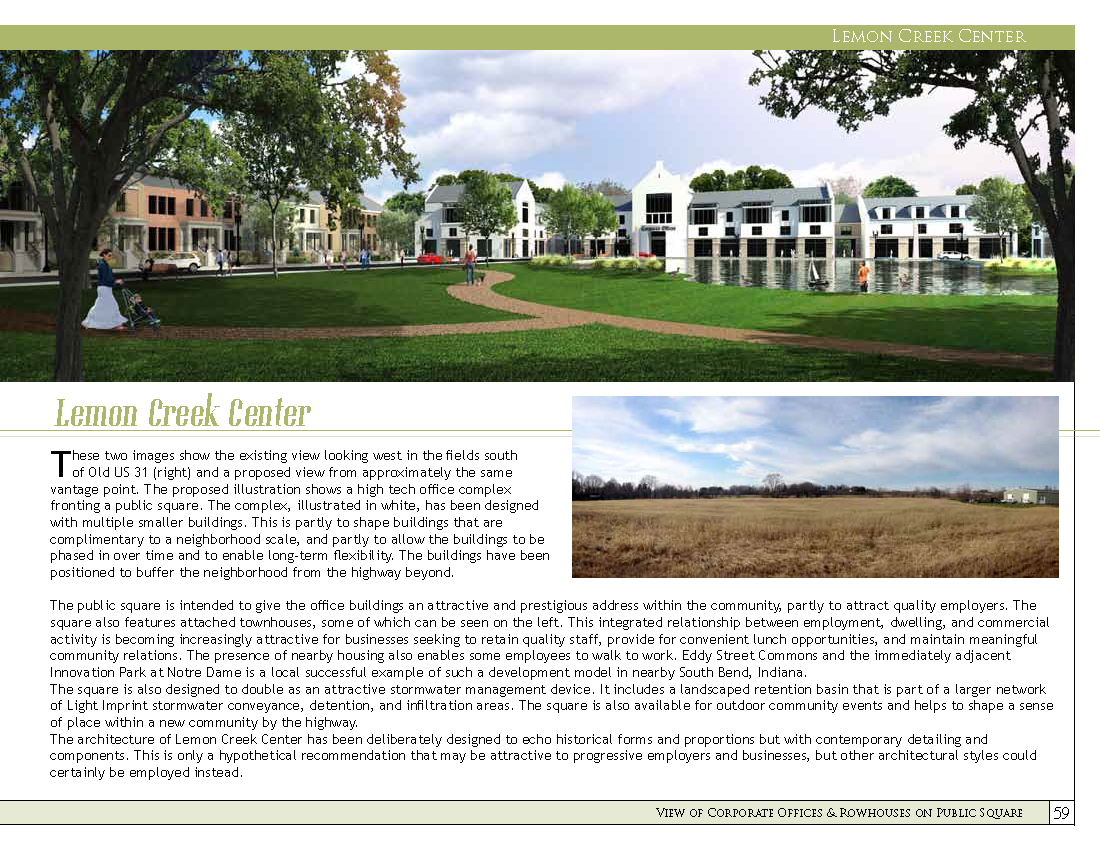 Lemon Creek Center
Lemon Creek Center
These two images show the existing view looking west in the fields south
of Old US 31 (right) and a proposed view from approximately the same
vantage point. The proposed illustration shows a high tech office complex
fronting a public square. The complex, illustrated in white, has been designed
with multiple smaller buildings. This is partly to shape buildings that are
complimentary to a neighborhood scale, and partly to allow the buildings to be
phased in over time and to enable long-term flexibility. The buildings have been
positioned to buffer the neighborhood from the highway beyond.
The public square is intended to give the office buildings an attractive and prestigious address within the community, partly to attract quality employers. The
square also features attached townhouses, some of which can be seen on the left. This integrated relationship between employment, dwelling, and commercial
activity is becoming increasingly attractive for businesses seeking to retain quality staff, provide for convenient lunch opportunities, and maintain meaningful
community relations. The presence of nearby housing also enables some employees to walk to work. Eddy Street Commons and the immediately adjacent
Innovation Park at Notre Dame is a local successful example of such a development model in nearby South Bend, Indiana.
The square is also designed to double as an attractive stormwater management device. It includes a landscaped retention basin that is part of a larger network
of Light Imprint stormwater conveyance, detention, and infiltration areas. The square is also available for outdoor community events and helps to shape a sense
of place within a new community by the highway.
The architecture of Lemon Creek Center has been deliberately designed to echo historical forms and proportions but with contemporary detailing and
components. This is only a hypothetical recommendation that may be attractive to progressive employers and businesses, but other architectural styles could
certainly be employed instead.
View of Corporate Offices & Rowhouses on Public Square
59